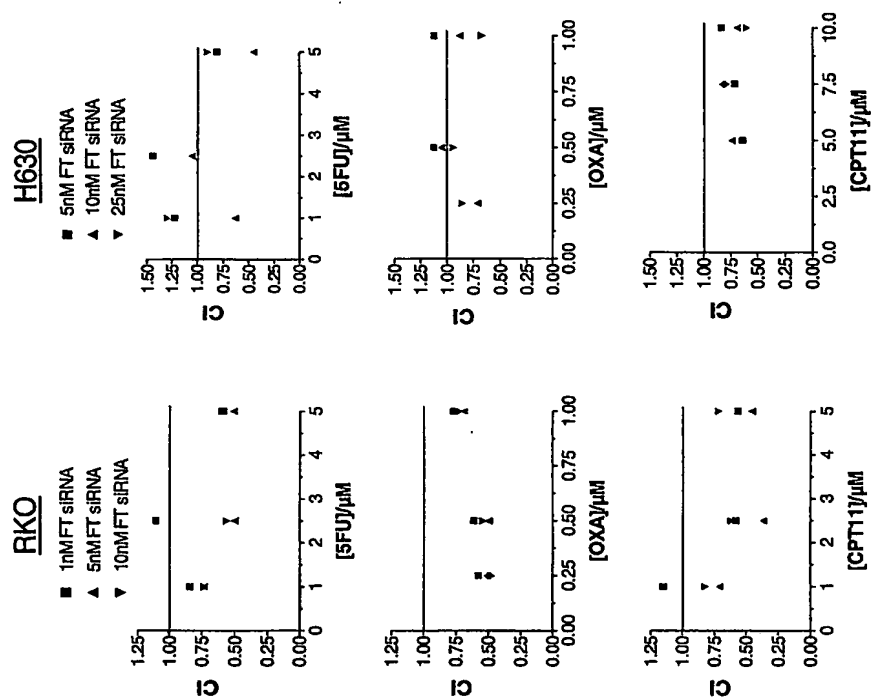 RKO
■ 1nM FT siRNA
▲ 5nM FT siRNA
▼ 10nM FT siRNA
CI
1.25
1.00
0.75
0.50
0.25
0.00
0 1 2 3 4 5
[5FU]/µM
CI
1.25
1.00
0.75
0.50
0.25
0.00
0.00 0.25 0.50 0.75 1.00
[OXA]/µM
CI
1.25
1.00
0.75
0.50
0.25
0.00
0 1 2 3 4 5
[CPT11]/µM
H630
■ 5nM FT siRNA
▲ 10nM FT siRNA
▼ 25nM FT siRNA
CI
1.50
1.25
1.00
0.75
0.50
0.25
0.00
0 1 2 3 4 5
[5FU]/µM
CI
1.50
1.25
1.00
0.75
0.50
0.25
0.00
0.00 0.25 0.50 0.75 1.00
[OXA]/µM
CI
1.50
1.25
1.00
0.75
0.50
0.25
0.00
0.0 2.5 5.0 7.5 10.0
[CPT11]/µM